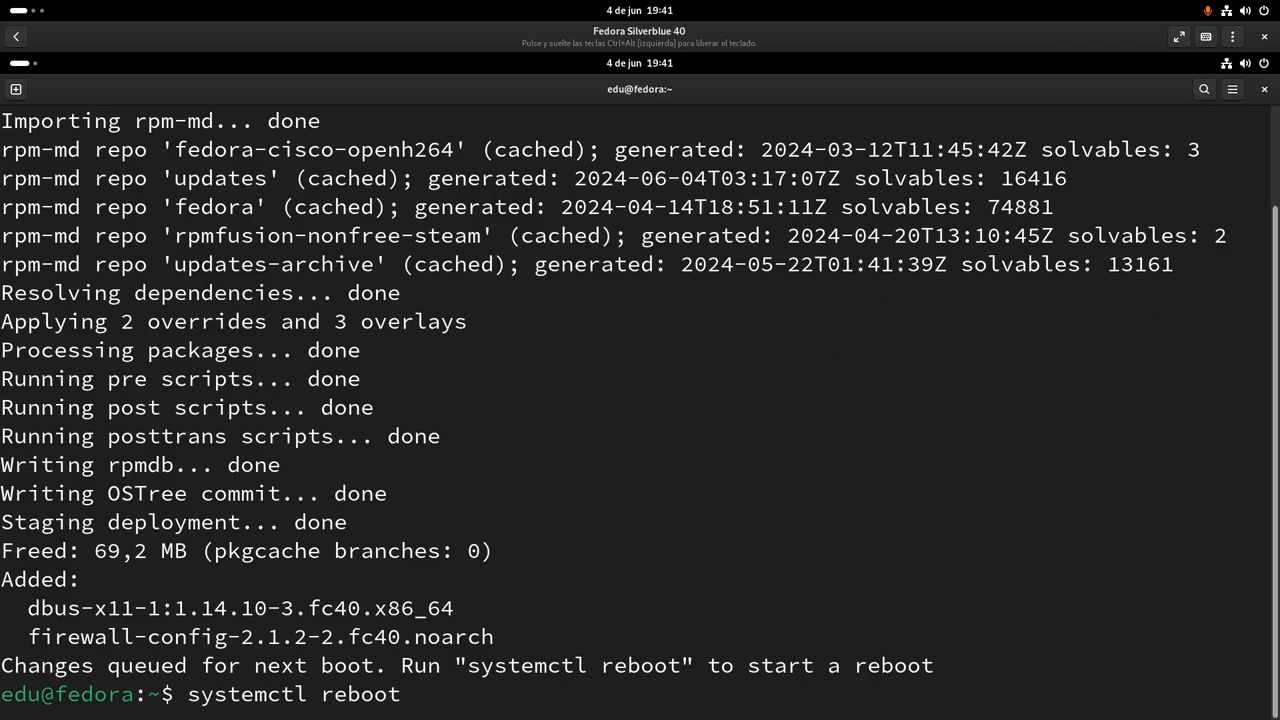 4 de jun 19:41
Fedora Silverblue 40
Pulse y suelte las teclas Ctrl+Alt [izquierda] para liberar el teclado.
4 de jun 19:41
edu@fedora:~
Importing rpm-md... done
rpm-md repo 'fedora-cisco-openh264' (cached); generated: 2024-03-12T11:45:42Z solvables: 3
rpm-md repo 'updates' (cached); generated: 2024-06-04T03:17:07Z solvables: 16416
rpm-md repo 'fedora' (cached); generated: 2024-04-14T18:51:11Z solvables: 74881
rpm-md repo 'rpmfusion-nonfree-steam' (cached); generated: 2024-04-20T13:10:45Z solvables: 2
rpm-md repo 'updates-archive' (cached); generated: 2024-05-22T01:41:39Z solvables: 13161
Resolving dependencies... done
Applying 2 overrides and 3 overlays
Processing packages... done
Running pre scripts... done
Running post scripts... done
Running posttrans scripts... done
Writing rpmdb... done
Writing OSTree commit... done
Staging deployment... done
Freed: 69,2 MB (pkgcache branches: 0)
Added:
dbus-x11-1:1.14.10-3.fc40.x86_64
firewall-config-2.1.2-2.fc40.noarch
Changes queued for next boot. Run "systemctl reboot" to start a reboot
edu@fedora:~$ systemctl reboot